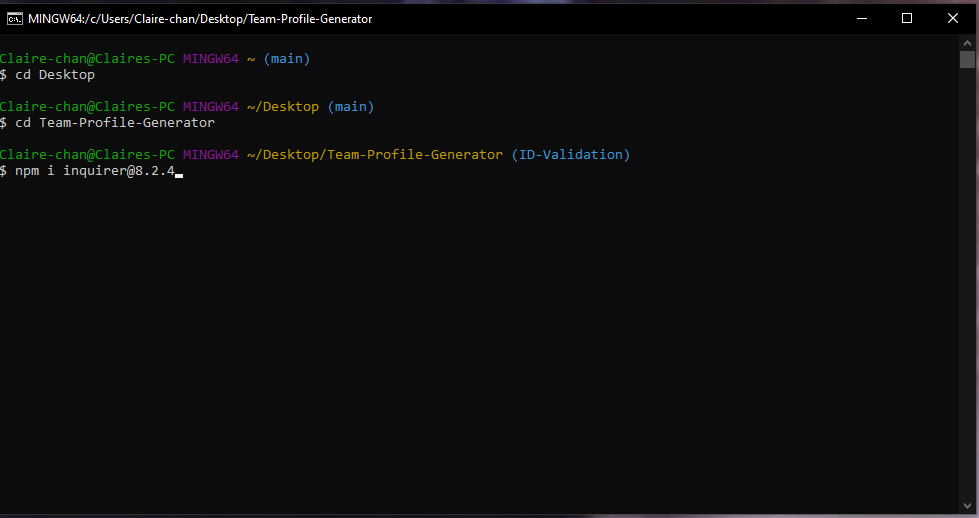 MINGW64:/c/Users/Claire-chan/Desktop/Team-Profile-Generator
Claire-chan@Claires-PC MINGW64 ~ (main)
$ cd Desktop
Claire-chan@Claires-PC MINGW64 ~/Desktop (main)
$ cd Team-Profile-Generator
Claire-chan@Claires-PC MINGW64 ~/Desktop/Team-Profile-Generator (ID-Validation)
$ npm i inquirer@8.2.4